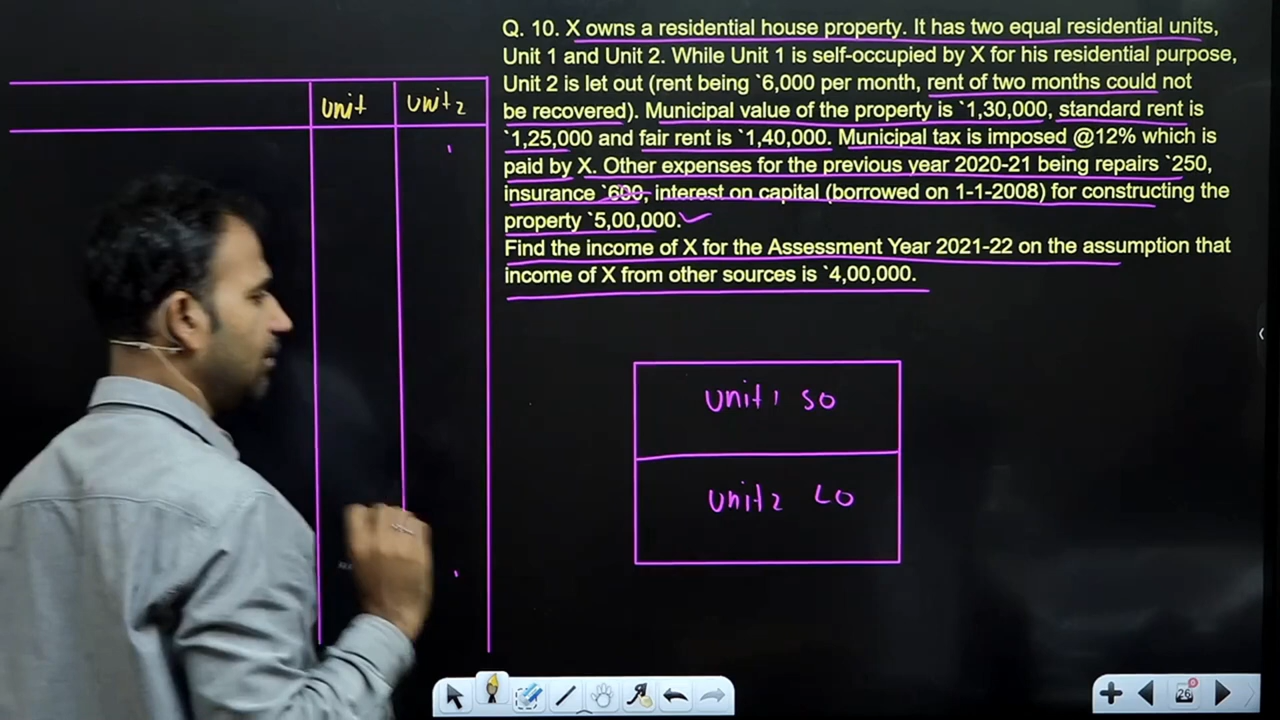 Q. 10. X owns a residential house property. It has two equal residential units,
Unit 1 and Unit 2. While Unit 1 is self-occupied by X for his residential purpose,
Unit 2 is let out (rent being `6,000 per month, rent of two months could not
be recovered). Municipal value of the property is `1,30,000, standard rent is
`1,25,000 and fair rent is `1,40,000. Municipal tax is imposed @12% which is
paid by X. Other expenses for the previous year 2020-21 being repairs `250,
insurance `600, interest on capital (borrowed on 1-1-2008) for constructing the
property `5,00,000.
Find the income of X for the Assessment Year 2021-22 on the assumption that
income of X from other sources is `4,00,000.
unit unit 2
unit 1 SO
unit 2 LO
26